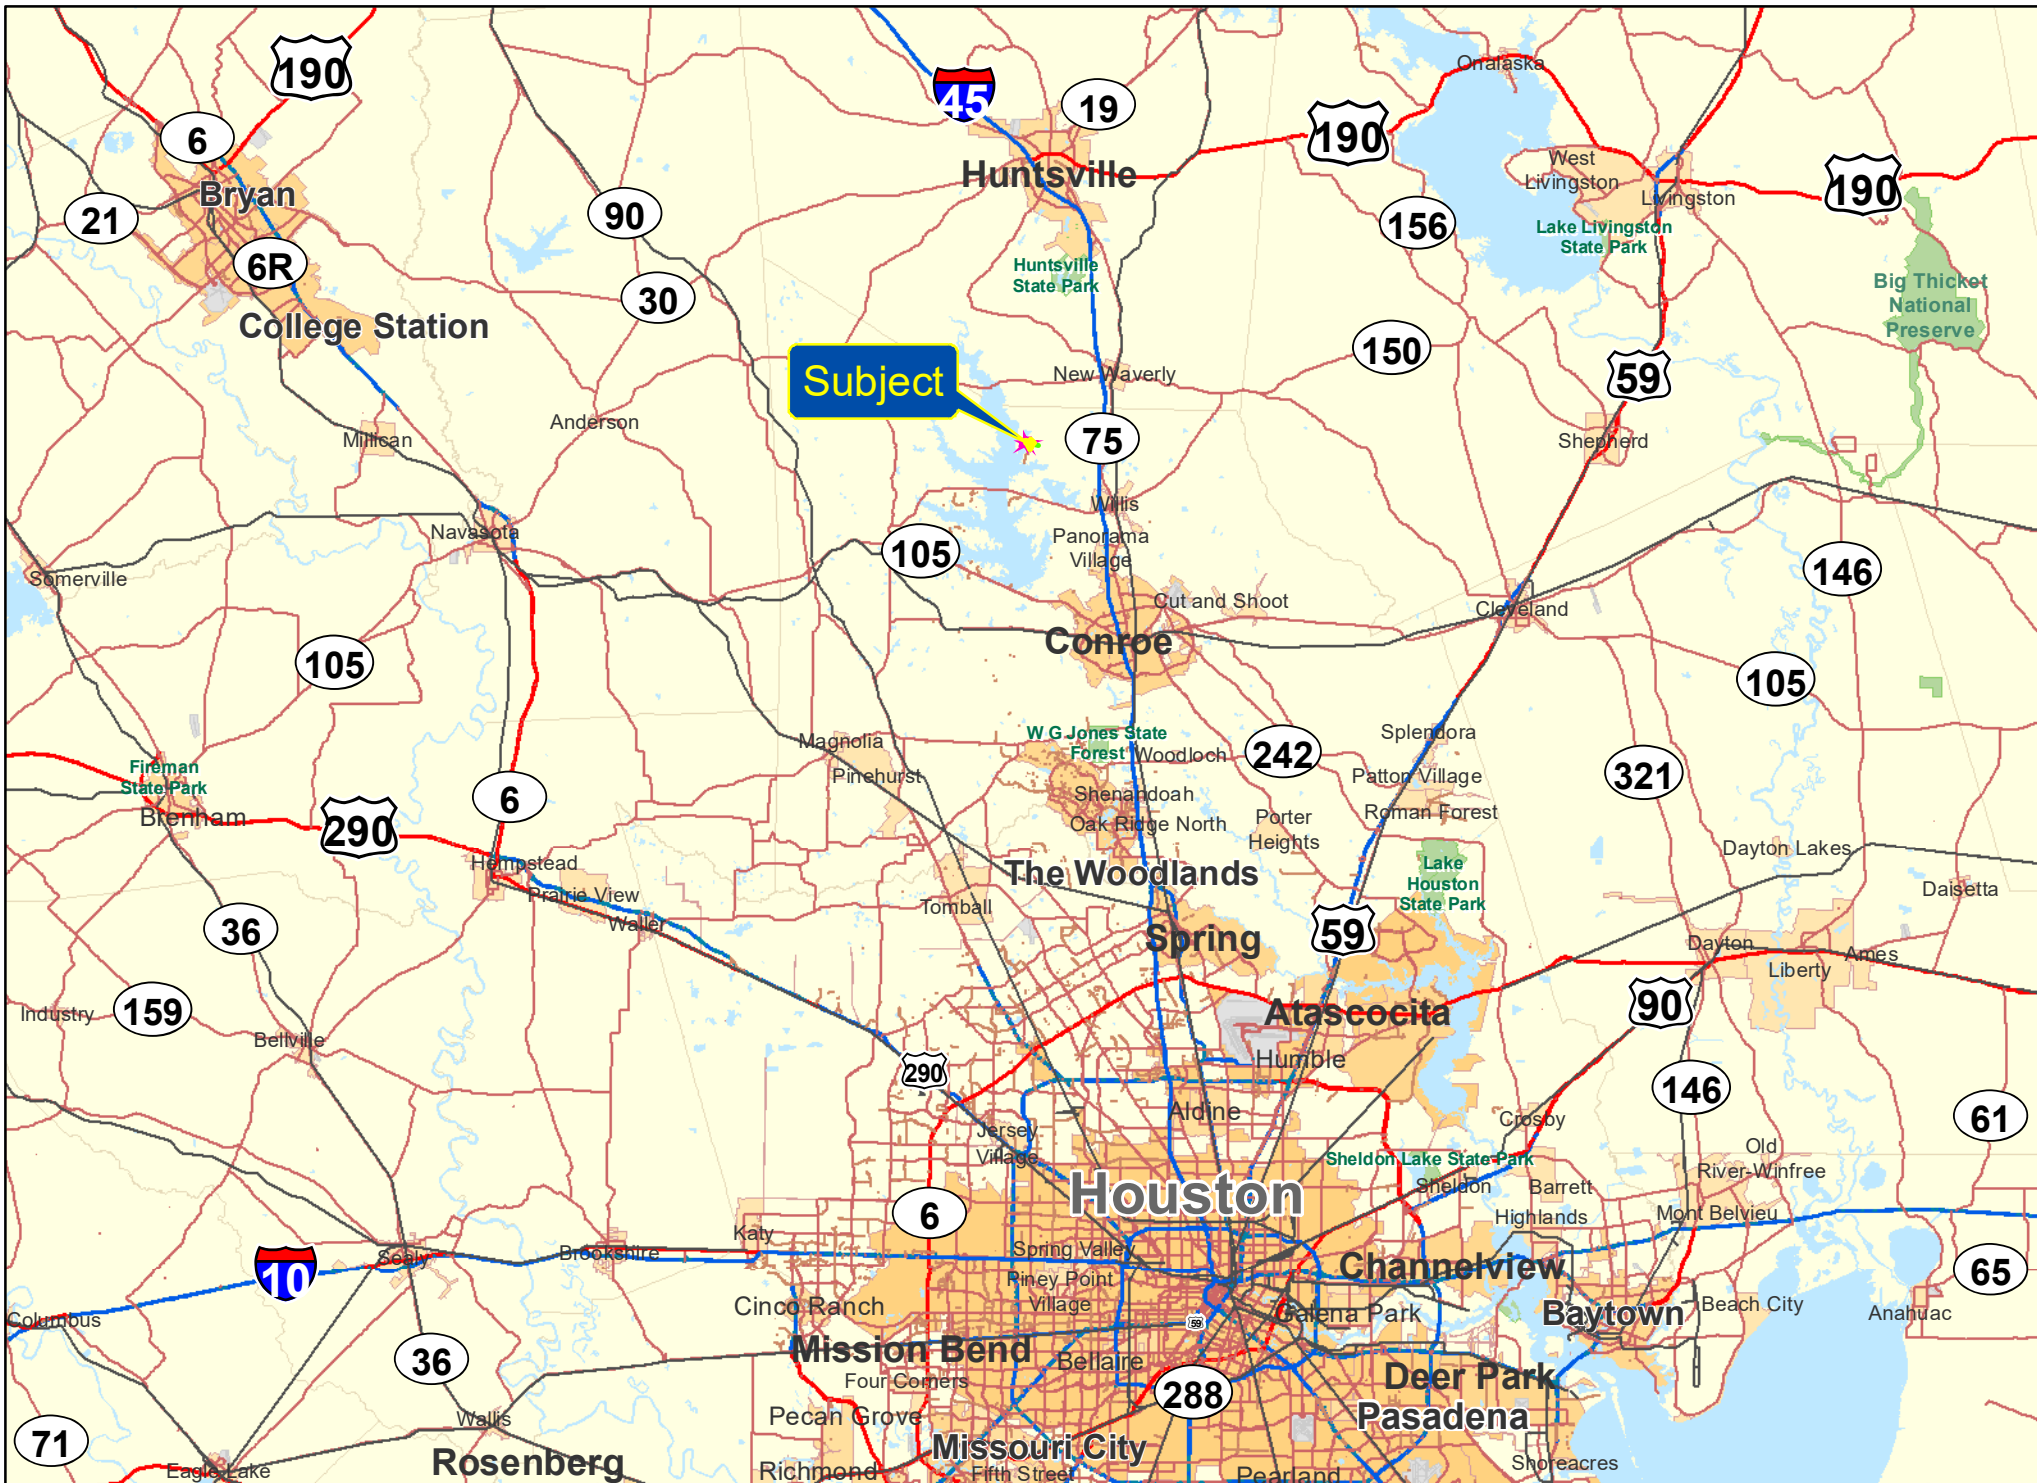 190
45
19
Onalaska
6
190
West
Livingston
Huntsville
Bryan
190
Livingston
21
90
156
Lake Livingston
State Park
6R
Huntsville
State Park
Big Thicket
National
Preserve
30
College Station
150
New Waverly
59
Subject
Anderson
Millican
75
Shepherd
Willis
Navasota
Panorama
Village
105
146
Somerville
Cut and Shoot
Cleveland
Conroe
105
105
W G Jones State
Forest
Magnolia
Splendora
242
Woodloch
Fireman
State Park
Pinehurst
Patton Village
321
6
Shenandoah
Brenham
290
Oak Ridge North
Porter
Heights
Roman Forest
Hempstead
Dayton Lakes
Lake
Houston
State Park
The Woodlands
Prairie View
Daisetta
Tomball
Waller
36
59
Spring
Dayton
Ames
Liberty
Industry
159
Atascocita
90
Bellville
Humble
290
146
Aldine
61
Crosby
Jersey
Village
Old
River-Winfree
Sheldon Lake State Park
Sheldon
Barrett
Houston
6
Highlands
Mont Belvieu
Katy
Sealy
Brookshire
Spring Valley
10
Channelview
65
Piney Point
Village
Cinco Ranch
Columbus
Galena Park
Baytown
Beach City
Anahuac
59
36
Mission Bend
Bellaire
Four Corners
Deer Park
288
Wallis
Pecan Grove
Pasadena
71
Missouri City
Rosenberg
Eagle Lake
Richmond
Fifth Street
Pearland
Shoreacres